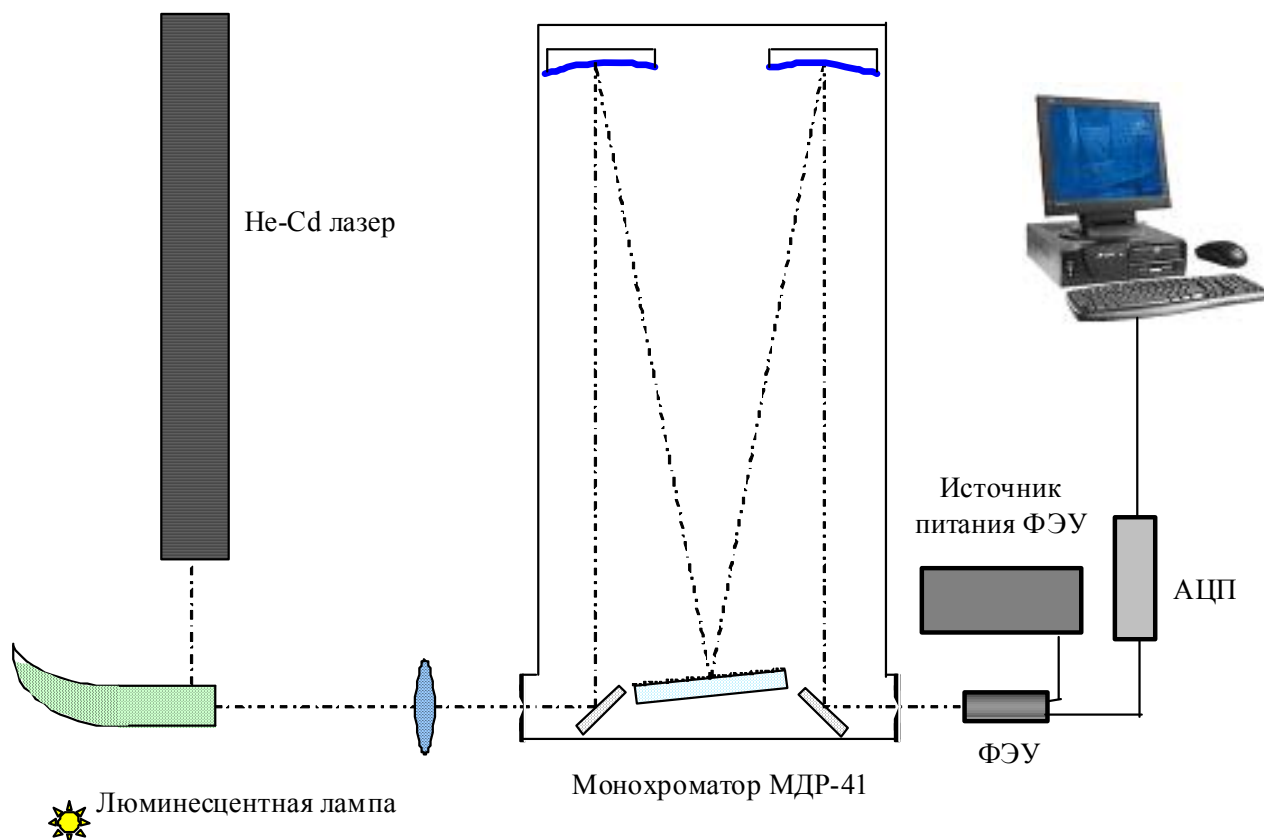 He-Cd лазер
Источник
питания ФЭУ
АЦП
ФЭУ
Монохроматор МДР-41
Люминесцентная лампа